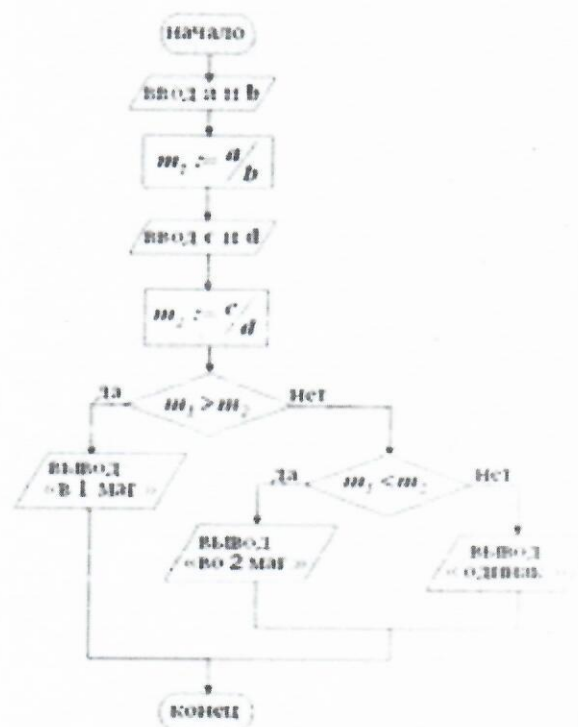 начало
ввод a и b
m₁ := a/b
ввод c и d
m₂ := c/d
да
m₁ > m₂
нет
вывод
«в 1 маг.»
да
m₁ < m₂
нет
вывод
«во 2 маг.»
вывод
«одинак.»
конец